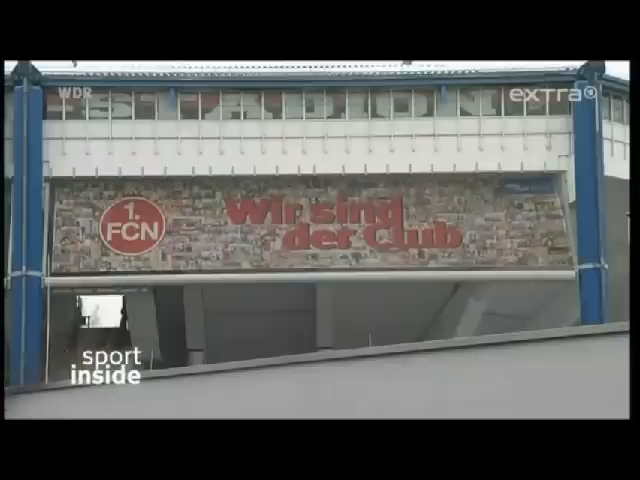 WDR
extra
1.
FCN
Wir sind
der Club
sport
inside